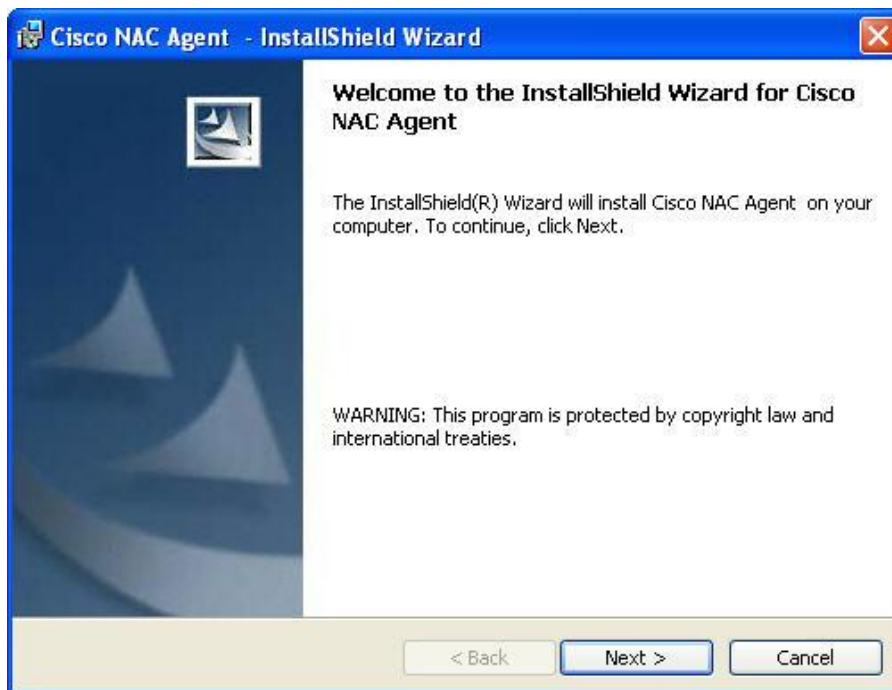 Cisco NAC Agent - InstallShield Wizard
Welcome to the InstallShield Wizard for Cisco
NAC Agent
The InstallShield(R) Wizard will install Cisco NAC Agent on your
computer. To continue, click Next.
WARNING: This program is protected by copyright law and
international treaties.
< Back
Next >
Cancel